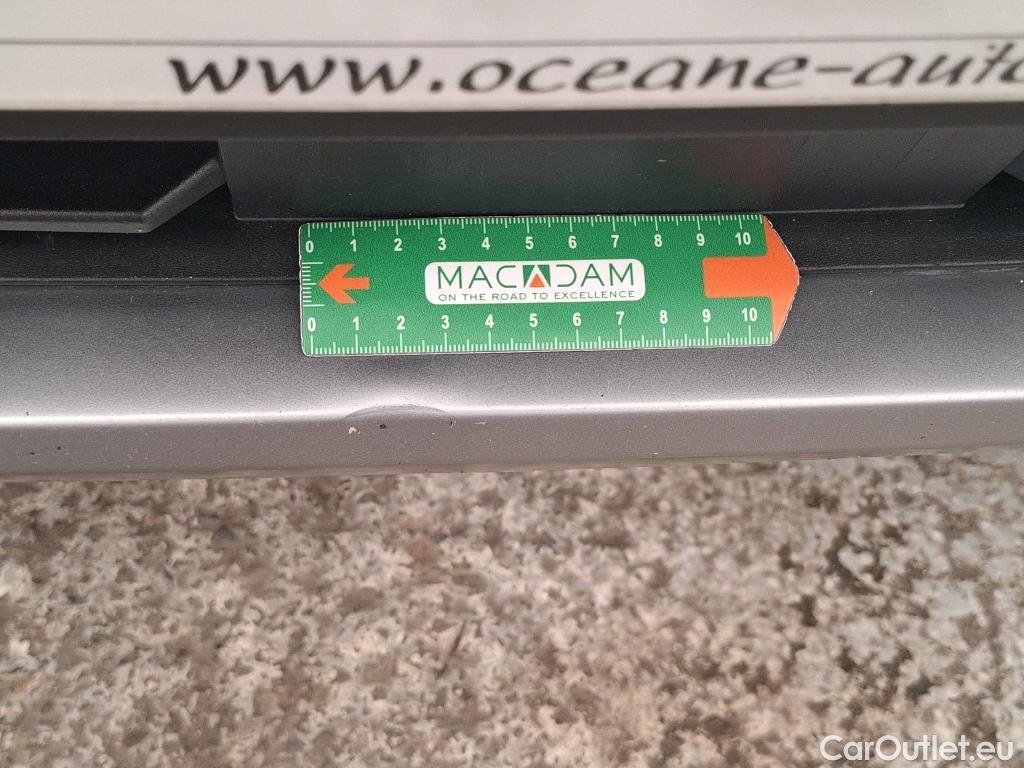 www.oceane-auto
0 1 2 3 4 5 6 7 8 9 10
MACADAM
ON THE ROAD TO EXCELLENCE
0 1 2 3 4 5 6 7 8 9 10
CarOutlet.eu